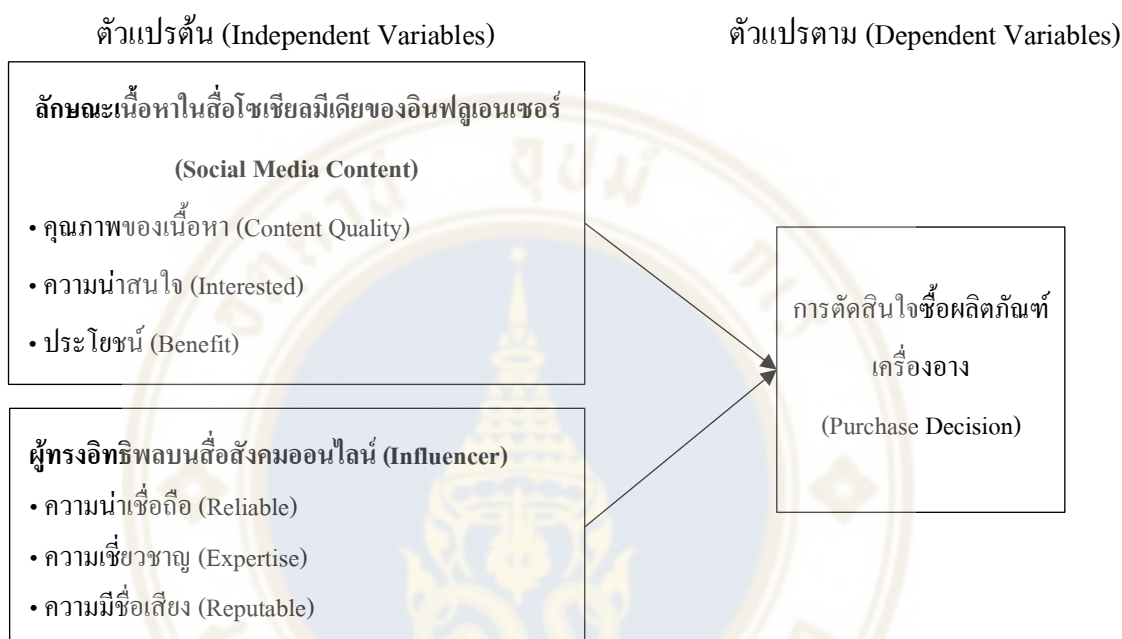 ตัวแปรต้น (Independent Variables)
ตัวแปรตาม (Dependent Variables)
ลักษณะเนื้อหาในสื่อโซเชียลมีเดียของอินฟลูเอนเซอร์
(Social Media Content)
• คุณภาพของเนื้อหา (Content Quality)
• ความน่าสนใจ (Interested)
• ประโยชน์ (Benefit)
ผู้ทรงอิทธิพลบนสื่อสังคมออนไลน์ (Influencer)
• ความน่าเชื่อถือ (Reliable)
• ความเชี่ยวชาญ (Expertise)
• ความมีชื่อเสียง (Reputable)
การตัดสินใจซื้อผลิตภัณฑ์
เครื่องอาง
(Purchase Decision)